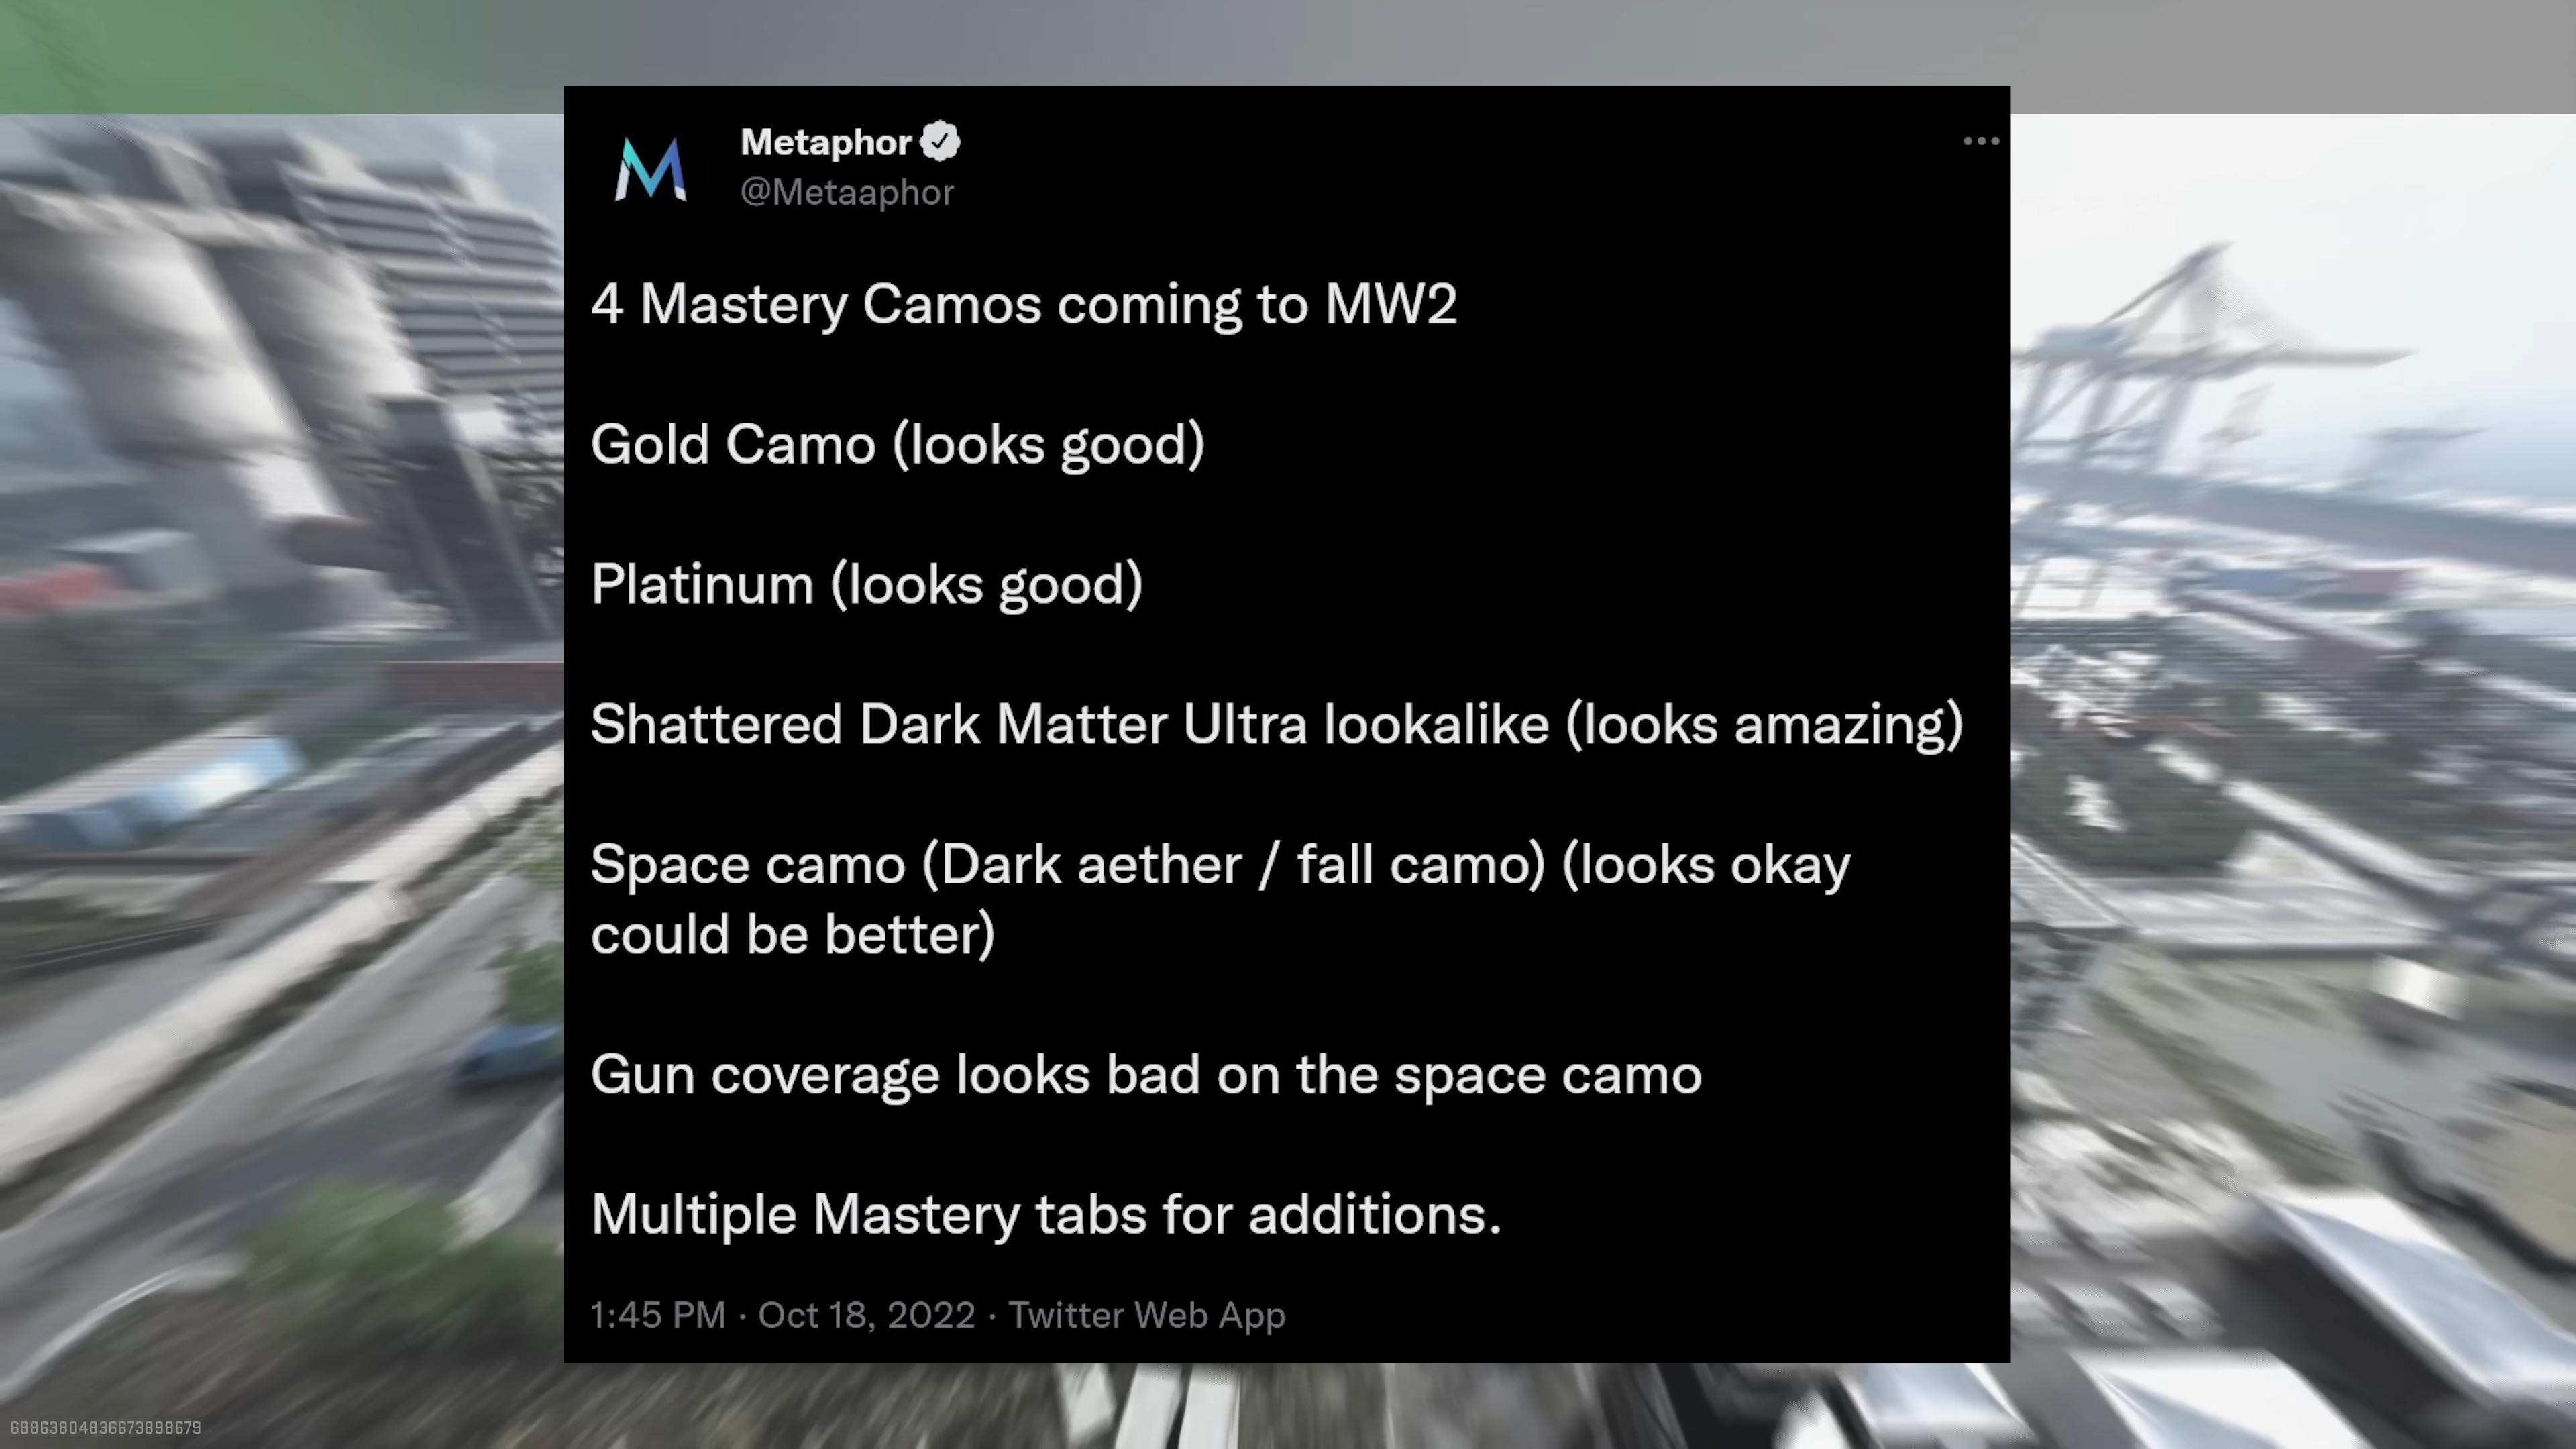 Metaphor
@Metaaphor
4 Mastery Camos coming to MW2
Gold Camo (looks good)
Platinum (looks good)
Shattered Dark Matter Ultra lookalike (looks amazing)
Space camo (Dark aether / fall camo) (looks okay
could be better)
Gun coverage looks bad on the space camo
Multiple Mastery tabs for additions.
1:45 PM · Oct 18, 2022 · Twitter Web App
68863804836673898679